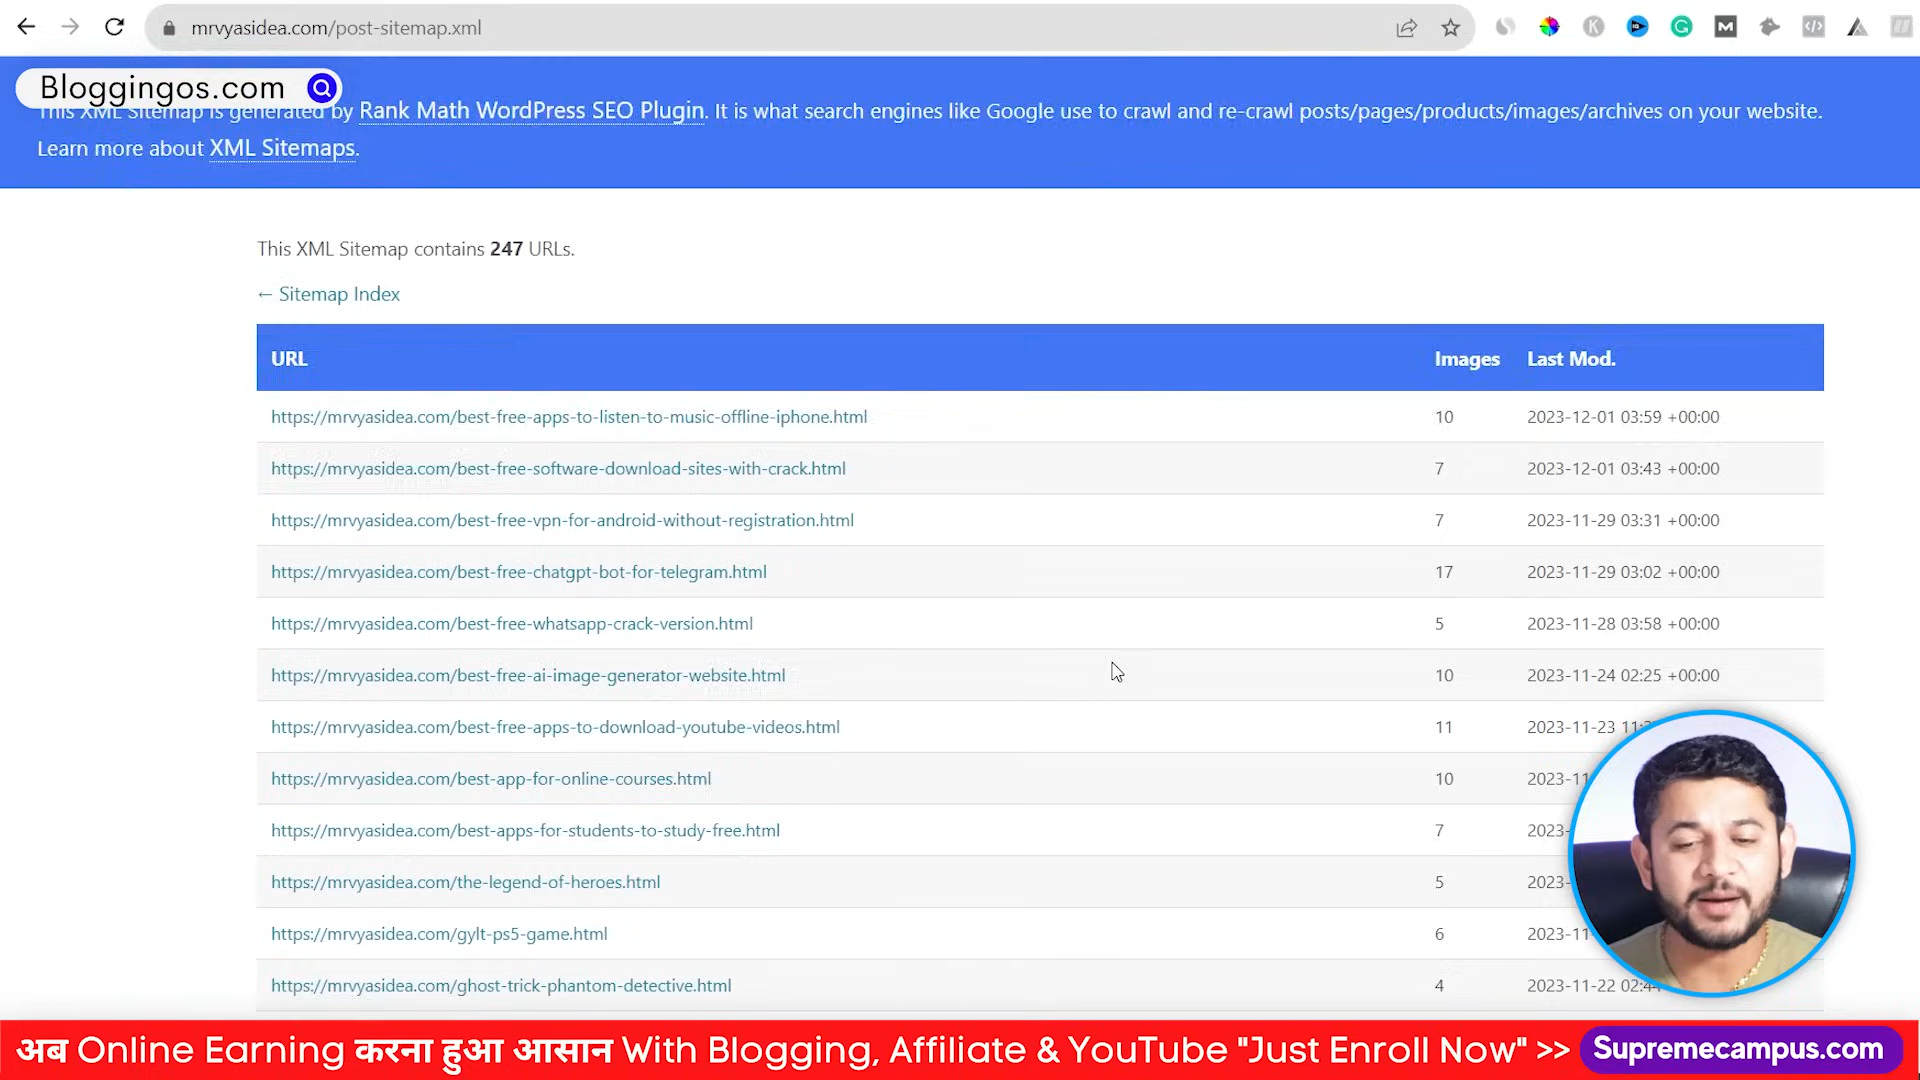 mrvyasidea.com/post-sitemap.xml
Bloggingos.com
This XML Sitemap is generated by Rank Math WordPress SEO Plugin. It is what search engines like Google use to crawl and re-crawl posts/pages/products/images/archives on your website.
Learn more about XML Sitemaps.
This XML Sitemap contains 247 URLs.
← Sitemap Index
URL Images Last Mod.
https://mrvyasidea.com/best-free-apps-to-listen-to-music-offline-iphone.html 10 2023-12-01 03:59 +00:00
https://mrvyasidea.com/best-free-software-download-sites-with-crack.html 7 2023-12-01 03:43 +00:00
https://mrvyasidea.com/best-free-vpn-for-android-without-registration.html 7 2023-11-29 03:31 +00:00
https://mrvyasidea.com/best-free-chatgpt-bot-for-telegram.html 17 2023-11-29 03:02 +00:00
https://mrvyasidea.com/best-free-whatsapp-crack-version.html 5 2023-11-28 03:58 +00:00
https://mrvyasidea.com/best-free-ai-image-generator-website.html 10 2023-11-24 02:25 +00:00
https://mrvyasidea.com/best-free-apps-to-download-youtube-videos.html 11 2023-11-23
https://mrvyasidea.com/best-app-for-online-courses.html 10
https://mrvyasidea.com/best-apps-for-students-to-study-free.html 7
https://mrvyasidea.com/the-legend-of-heroes.html 5
https://mrvyasidea.com/gylt-ps5-game.html 6
https://mrvyasidea.com/ghost-trick-phantom-detective.html 4 2023-11-22
अब Online Earning करना हुआ आसान With Blogging, Affiliate & YouTube "Just Enroll Now" >> Supremecampus.com